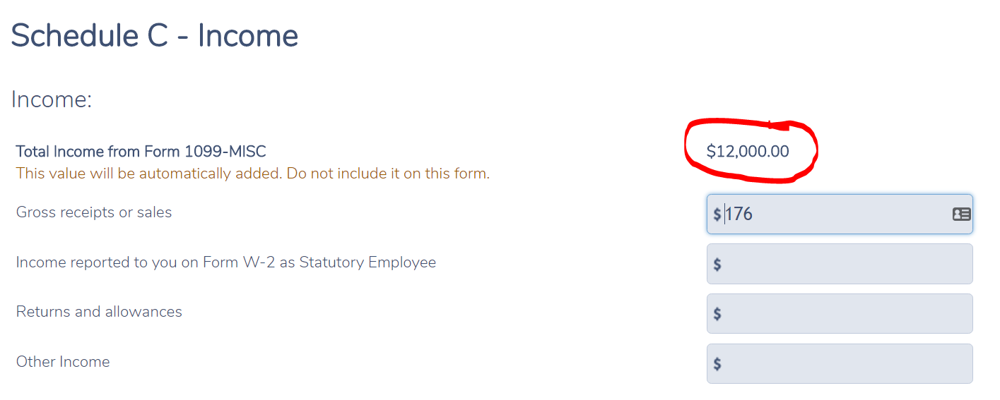 Schedule C - Income
Income:
Total Income from Form 1099-MISC $12,000.00
This value will be automatically added. Do not include it on this form.
Gross receipts or sales $ 176
Income reported to you on Form W-2 as Statutory Employee $
Returns and allowances $
Other Income $